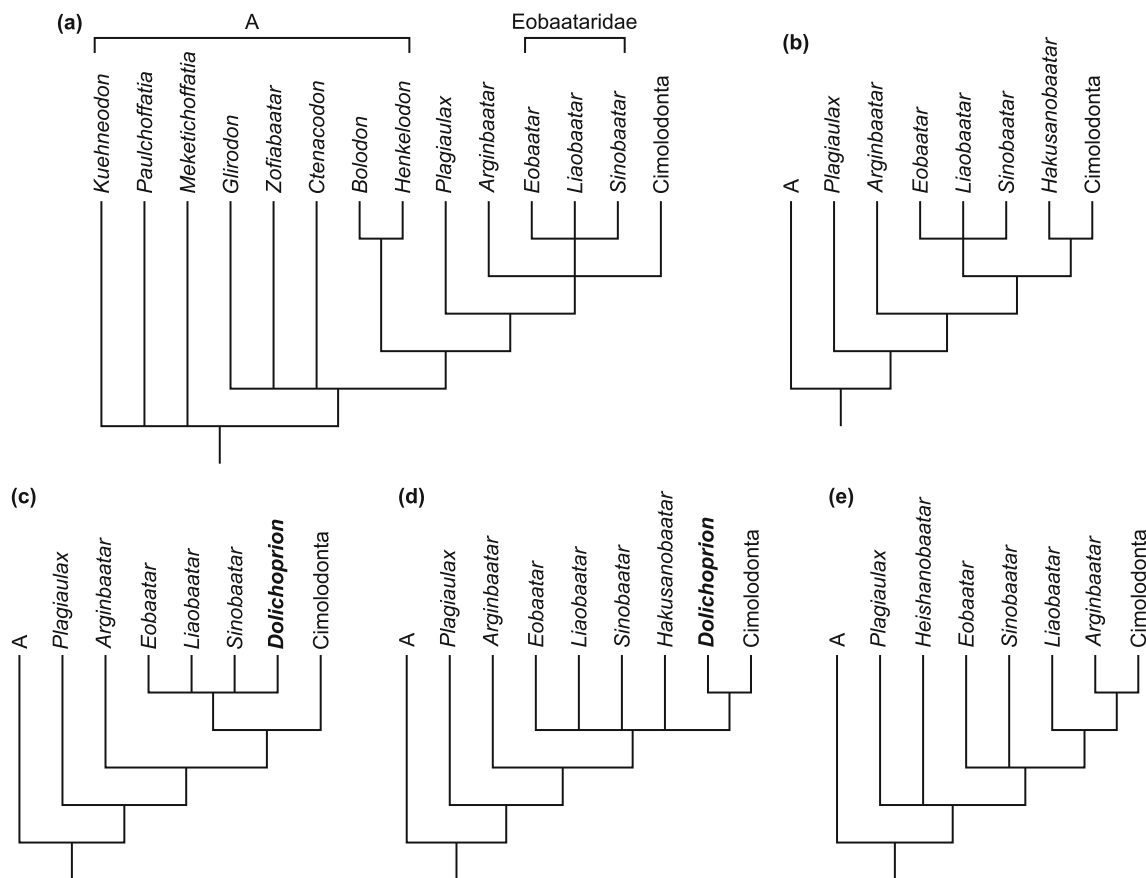 (a)
A
Eobaataridae
Kuehneodon
Paulchoffatia
Meketichoffatia
Glirodon
Zofiabaatar
Ctenacodon
Bolodon
Henkelodon
Plagiaulax
Arginbaatar
Eobaatar
Liaobaatar
Sinobaatar
Cimolodonta
(b)
A
Plagiaulax
Arginbaatar
Eobaatar
Liaobaatar
Sinobaatar
Hakusanobaatar
Cimolodonta
(c)
A
Plagiaulax
Arginbaatar
Eobaatar
Liaobaatar
Sinobaatar
Dolichoprion
Cimolodonta
(d)
A
Plagiaulax
Arginbaatar
Eobaatar
Liaobaatar
Sinobaatar
Hakusanobaatar
Dolichoprion
Cimolodonta
(e)
A
Plagiaulax
Heishanobaatar
Eobaatar
Sinobaatar
Liaobaatar
Arginbaatar
Cimolodonta